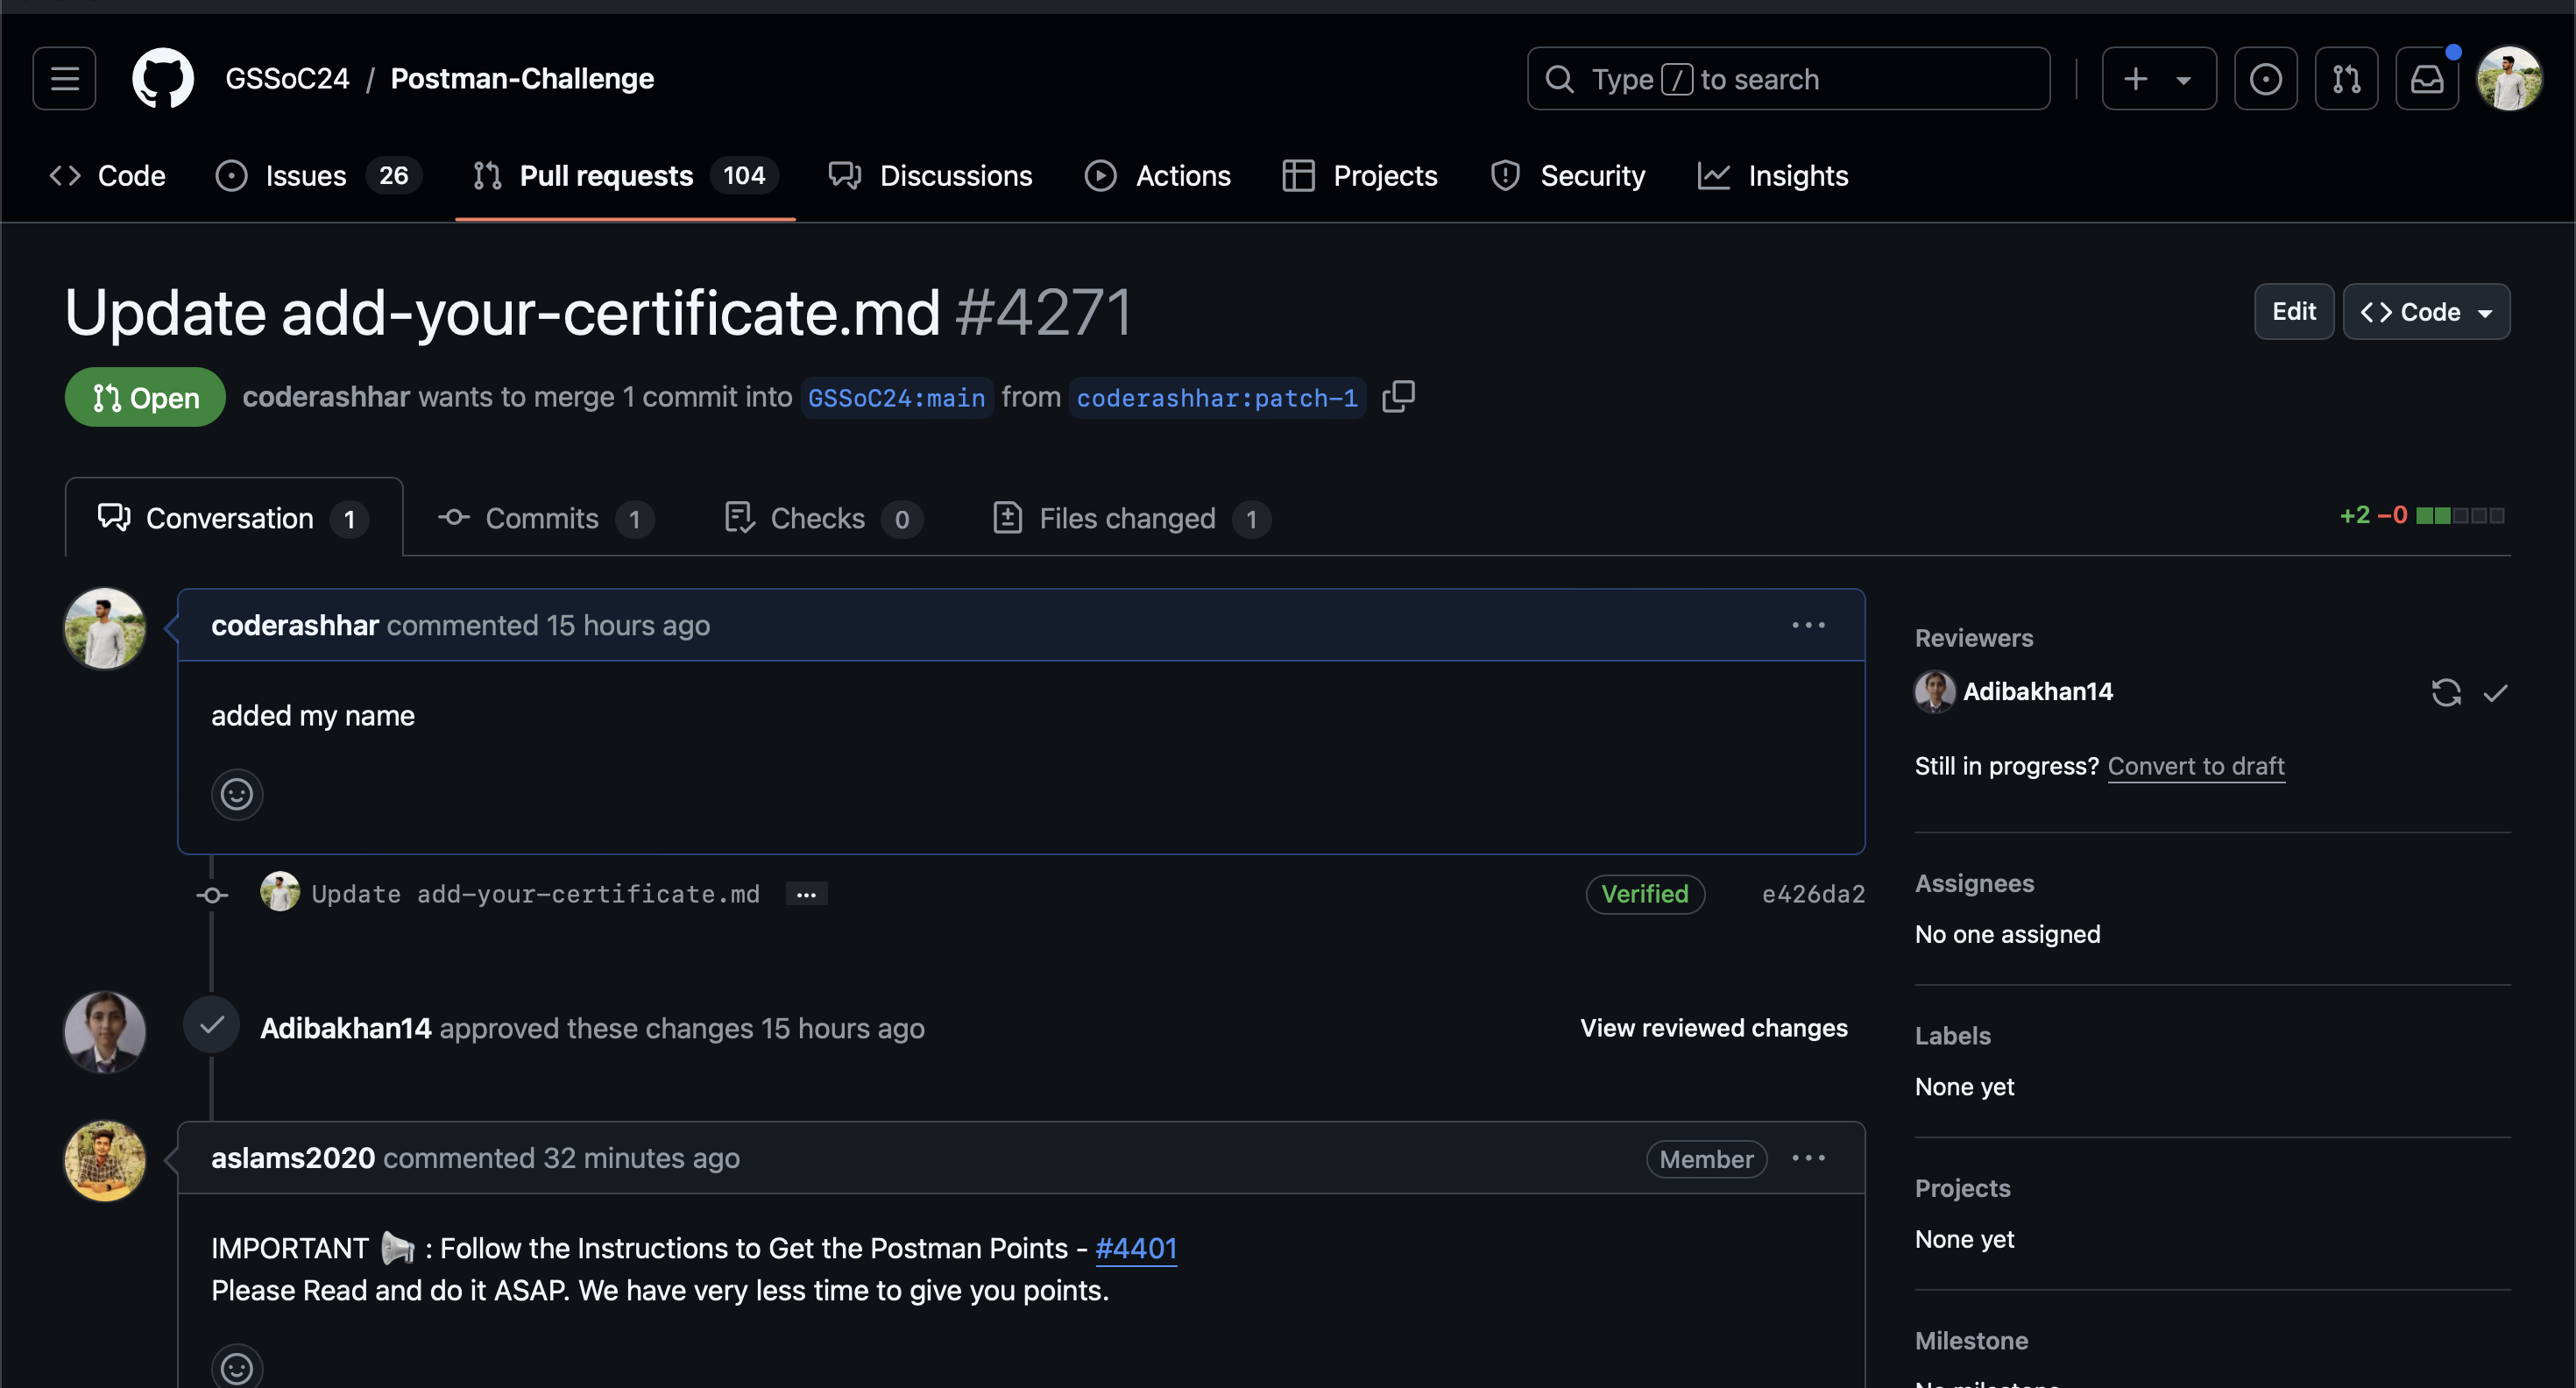 GSSoC24 / Postman-Challenge
Type / to search
Code
Issues 26
Pull requests 104
Discussions
Actions
Projects
Security
Insights
Update add-your-certificate.md #4271
Edit
Code
Open
coderashhar wants to merge 1 commit into GSSoC24:main from coderashhar:patch-1
Conversation 1
Commits 1
Checks 0
Files changed 1
+2 −0
coderashhar commented 15 hours ago
added my name
Update add-your-certificate.md
Verified
e426da2
Adibakhan14 approved these changes 15 hours ago
View reviewed changes
aslams2020 commented 32 minutes ago
Member
IMPORTANT : Follow the Instructions to Get the Postman Points - #4401
Please Read and do it ASAP. We have very less time to give you points.
Reviewers
Adibakhan14
Still in progress? Convert to draft
Assignees
No one assigned
Labels
None yet
Projects
None yet
Milestone